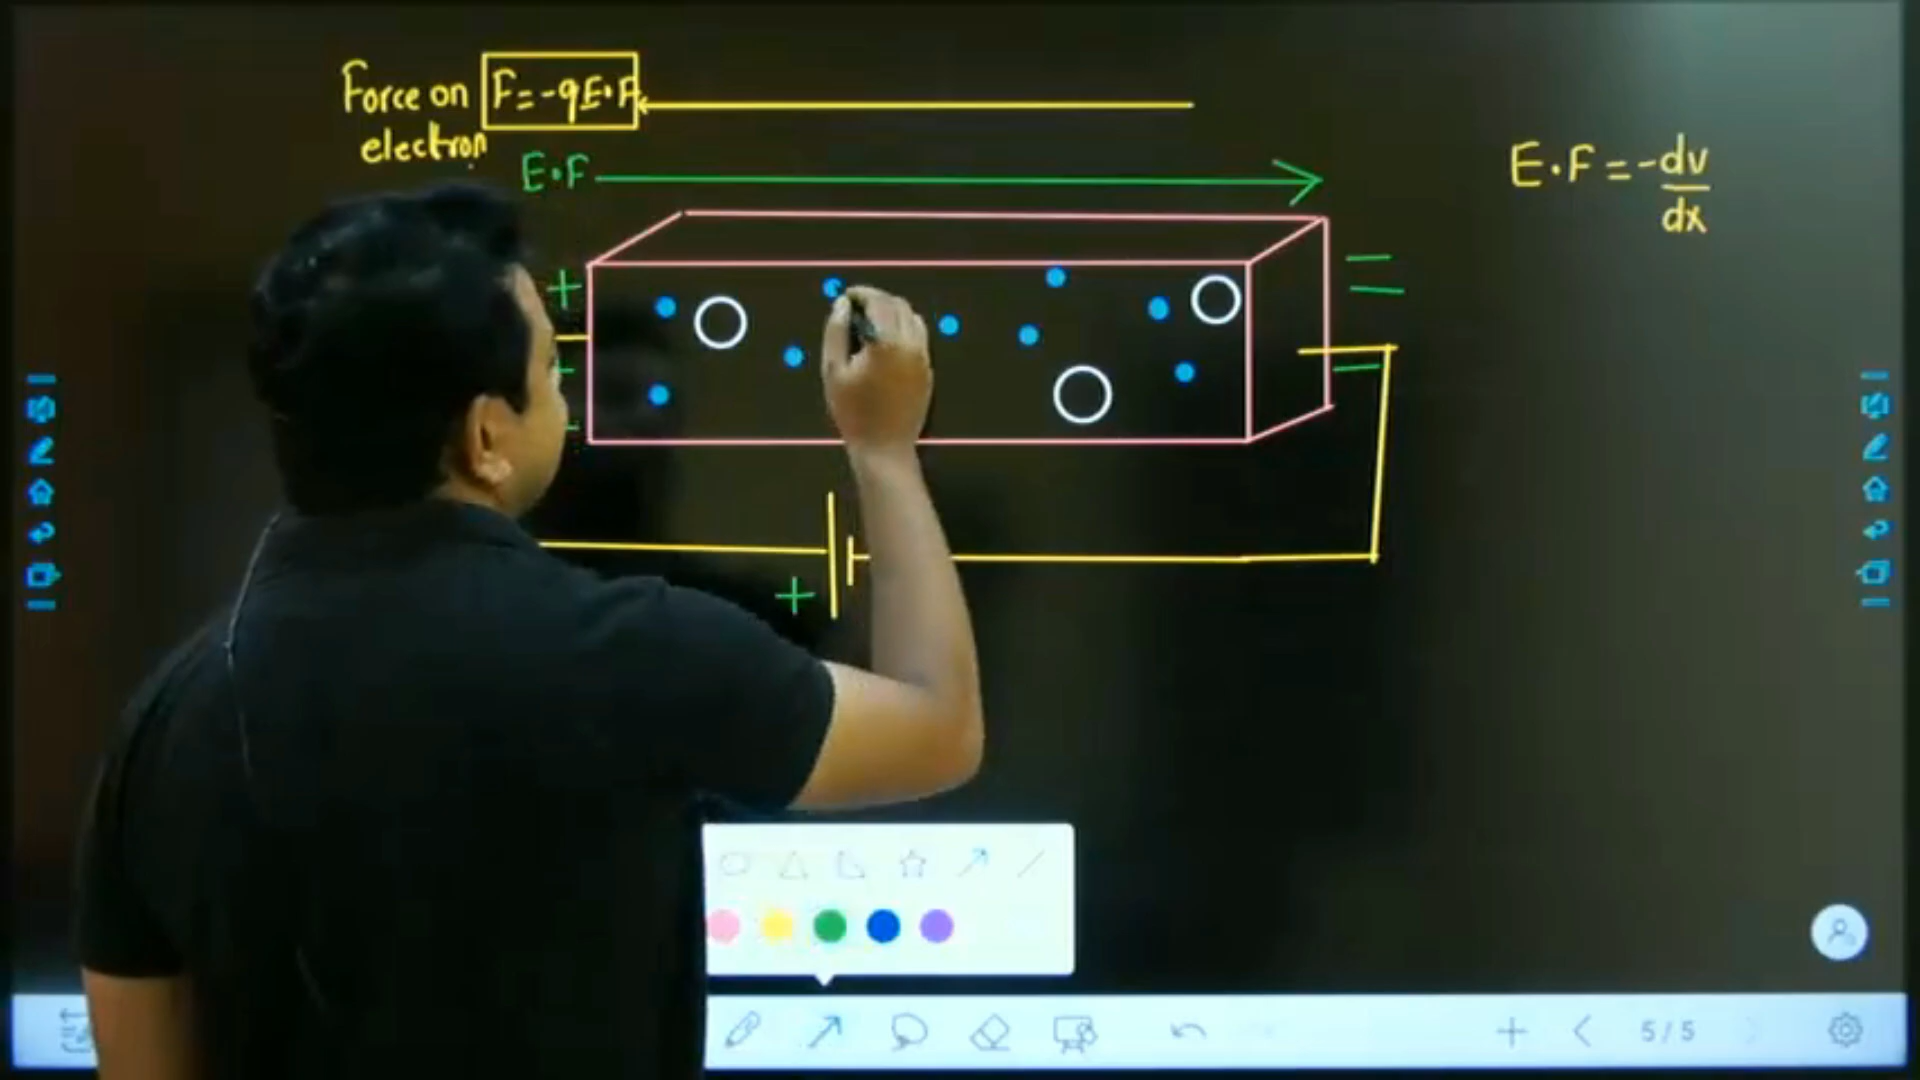 Force on F = -qE.F
electron
E.F
E.F = -dv
dx
+
+
5/5